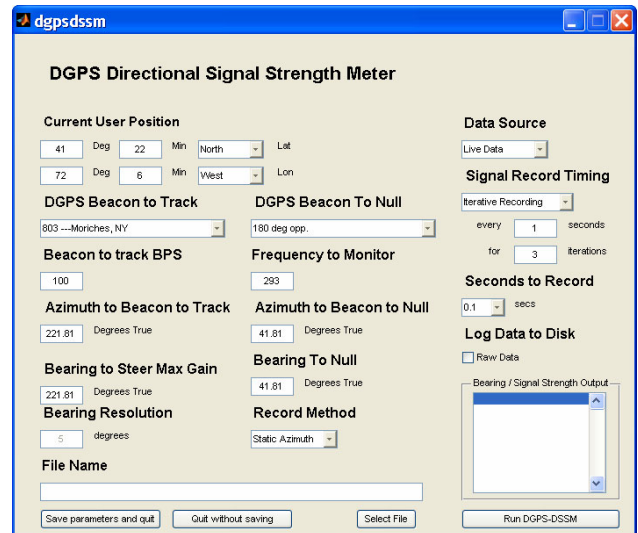 dgpsdssm
DGPS Directional Signal Strength Meter
Current User Position
41 Deg 22 Min North Lat
72 Deg 6 Min West Lon
DGPS Beacon to Track
803 ---Moriches, NY
DGPS Beacon To Null
180 deg opp.
Beacon to track BPS
100
Frequency to Monitor
293
Azimuth to Beacon to Track
221.81 Degrees True
Azimuth to Beacon to Null
41.81 Degrees True
Bearing to Steer Max Gain
221.81 Degrees True
Bearing To Null
41.81 Degrees True
Bearing Resolution
5 degrees
Record Method
Static Azimuth
File Name
Save parameters and quit
Quit without saving
Select File
Data Source
Live Data
Signal Record Timing
Iterative Recording
every 1 seconds
for 3 iterations
Seconds to Record
0.1 secs
Log Data to Disk
Raw Data
Bearing / Signal Strength Output
Run DGPS-DSSM